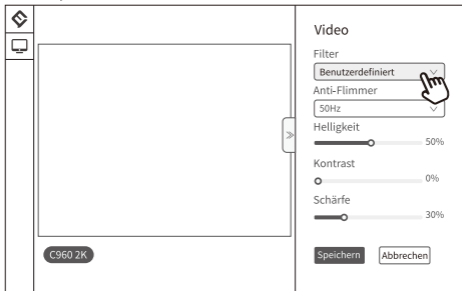 Video
Filter
Benutzerdefiniert
Anti-Flimmer
50Hz
Helligkeit
50%
Kontrast
0%
Schärfe
30%
C960 2K
Speichern Abbrechen